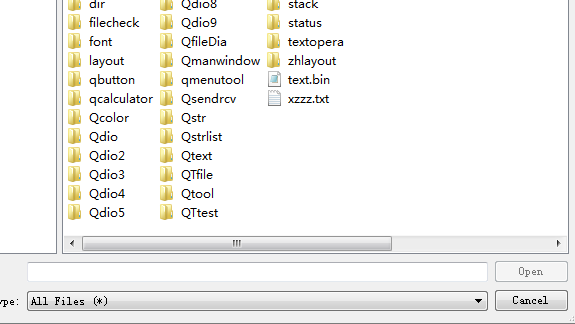 dir
filecheck
font
layout
qbutton
qcalculator
Qcolor
Qdio
Qdio2
Qdio3
Qdio4
Qdio5
Qdio8
Qdio9
QfileDia
Qmanwindow
qmenutool
Qsendrcv
Qstr
Qstrlist
Qtext
QTfile
Qtool
QTtest
stack
status
textopera
zhlayout
text.bin
xzzz.txt
Open
ype: All Files (*) Cancel